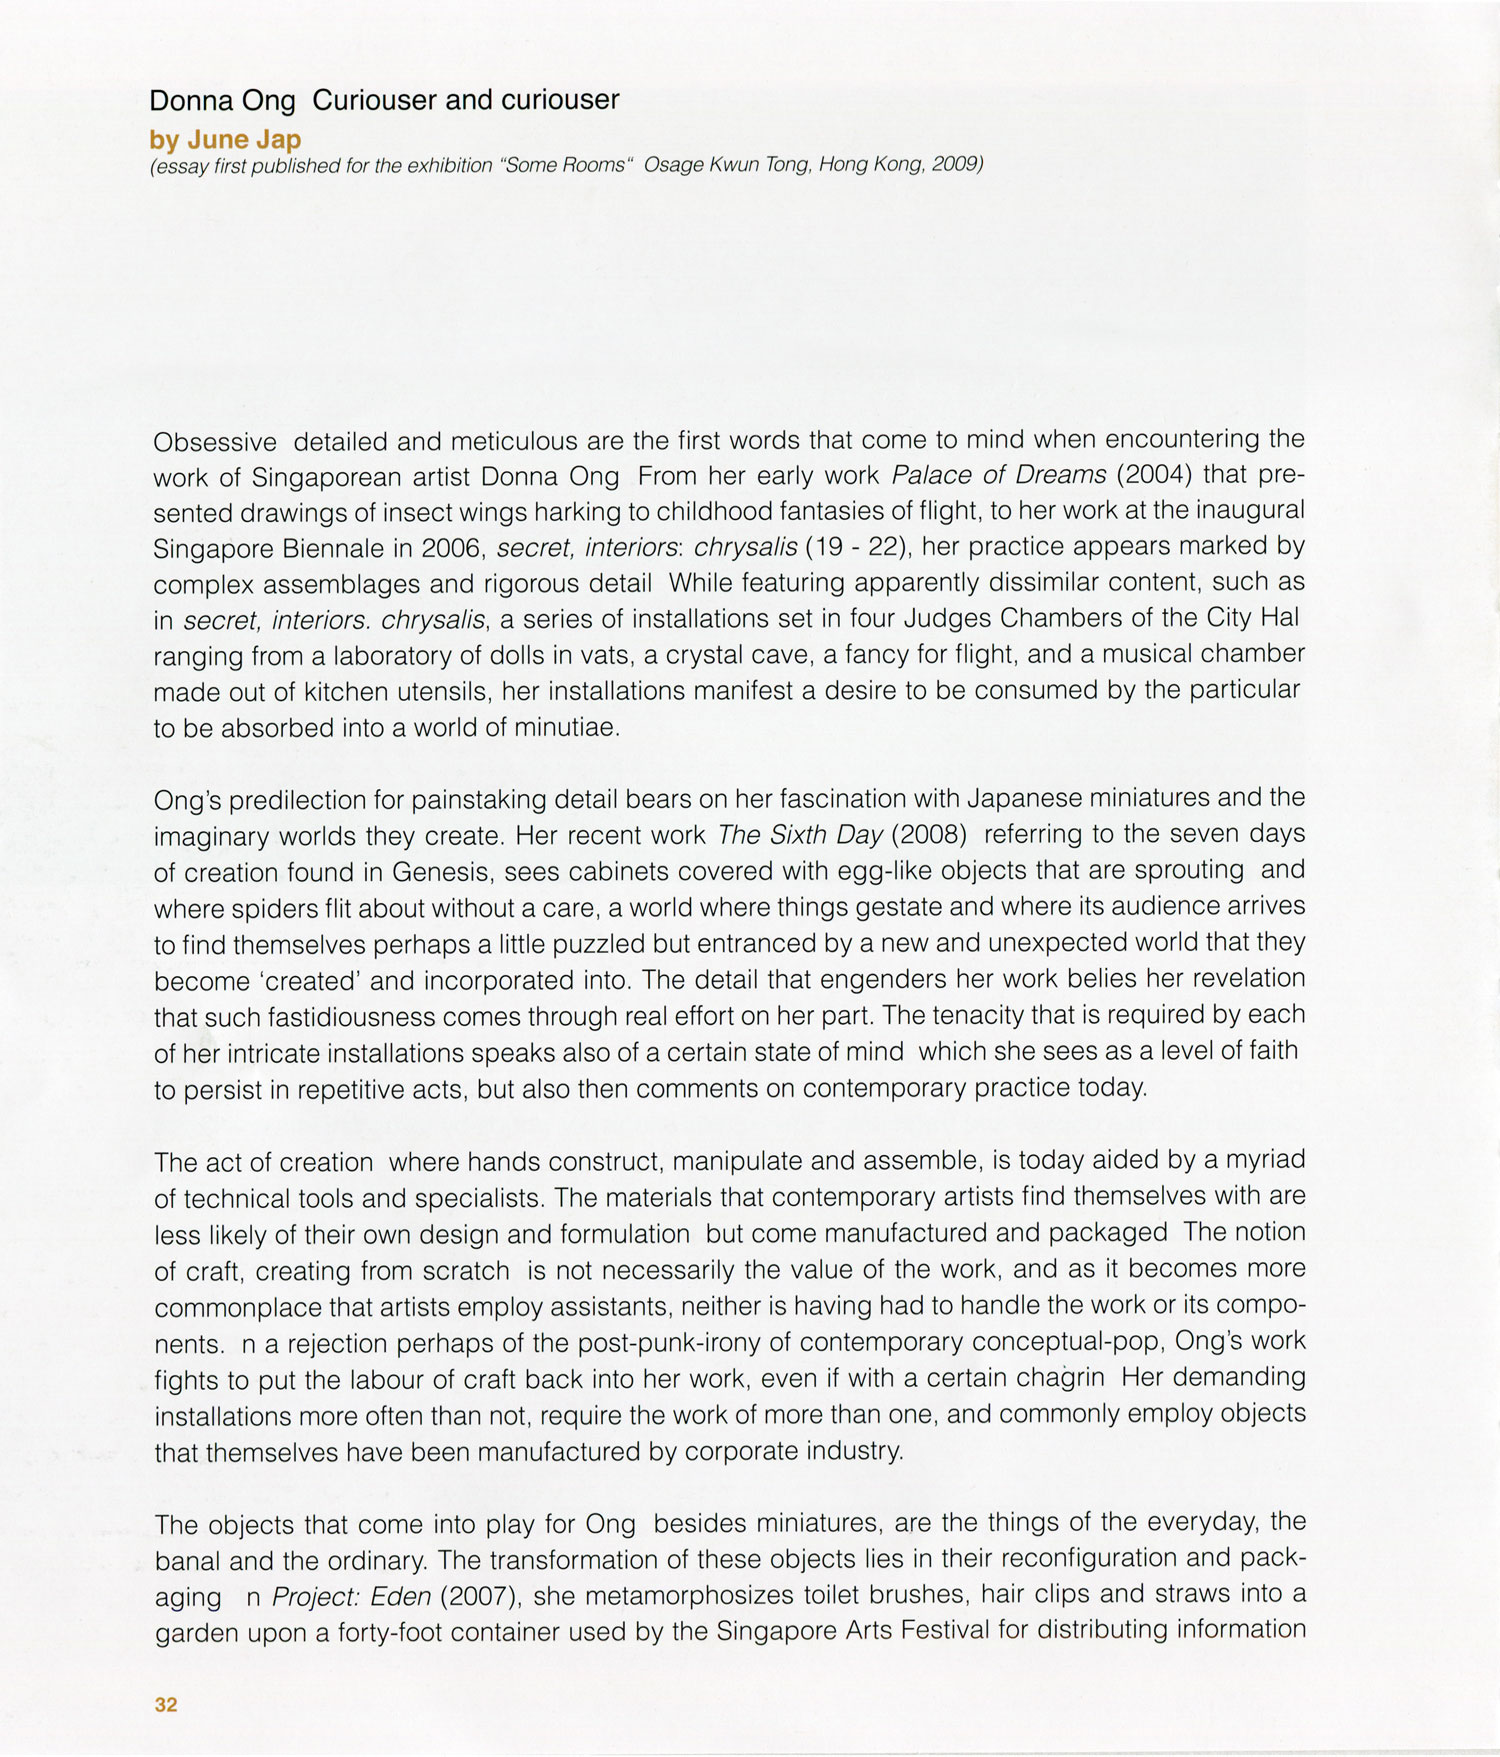 Donna Ong  Curiouser and curiouser
by June Jap
(essay first published for the exhibition "Some Rooms"  Osage Kwun Tong, Hong Kong, 2009)
Obsessive  detailed and meticulous are the first words that come to mind when encountering the
work of Singaporean artist Donna Ong  From her early work Palace of Dreams (2004) that pre-
sented drawings of insect wings harking to childhood fantasies of flight, to her work at the inaugural
Singapore Biennale in 2006, secret, interiors: chrysalis (19 - 22), her practice appears marked by
complex assemblages and rigorous detail  While featuring apparently dissimilar content, such as
in secret, interiors. chrysalis, a series of installations set in four Judges Chambers of the City Hal
ranging from a laboratory of dolls in vats, a crystal cave, a fancy for flight, and a musical chamber
made out of kitchen utensils, her installations manifest a desire to be consumed by the particular
to be absorbed into a world of minutiae.
Ong's predilection for painstaking detail bears on her fascination with Japanese miniatures and the
imaginary worlds they create. Her recent work The Sixth Day (2008)  referring to the seven days
of creation found in Genesis, sees cabinets covered with egg-like objects that are sprouting  and
where spiders flit about without a care, a world where things gestate and where its audience arrives
to find themselves perhaps a little puzzled but entranced by a new and unexpected world that they
become 'created' and incorporated into. The detail that engenders her work belies her revelation
that such fastidiousness comes through real effort on her part. The tenacity that is required by each
of her intricate installations speaks also of a certain state of mind  which she sees as a level of faith
to persist in repetitive acts, but also then comments on contemporary practice today.
The act of creation  where hands construct, manipulate and assemble, is today aided by a myriad
of technical tools and specialists. The materials that contemporary artists find themselves with are
less likely of their own design and formulation  but come manufactured and packaged  The notion
of craft, creating from scratch  is not necessarily the value of the work, and as it becomes more
commonplace that artists employ assistants, neither is having had to handle the work or its compo-
nents.  n a rejection perhaps of the post-punk-irony of contemporary conceptual-pop, Ong's work
fights to put the labour of craft back into her work, even if with a certain chagrin  Her demanding
installations more often than not, require the work of more than one, and commonly employ objects
that themselves have been manufactured by corporate industry.
The objects that come into play for Ong  besides miniatures, are the things of the everyday, the
banal and the ordinary. The transformation of these objects lies in their reconfiguration and pack-
aging   n Project: Eden (2007), she metamorphosizes toilet brushes, hair clips and straws into a
garden upon a forty-foot container used by the Singapore Arts Festival for distributing information
32